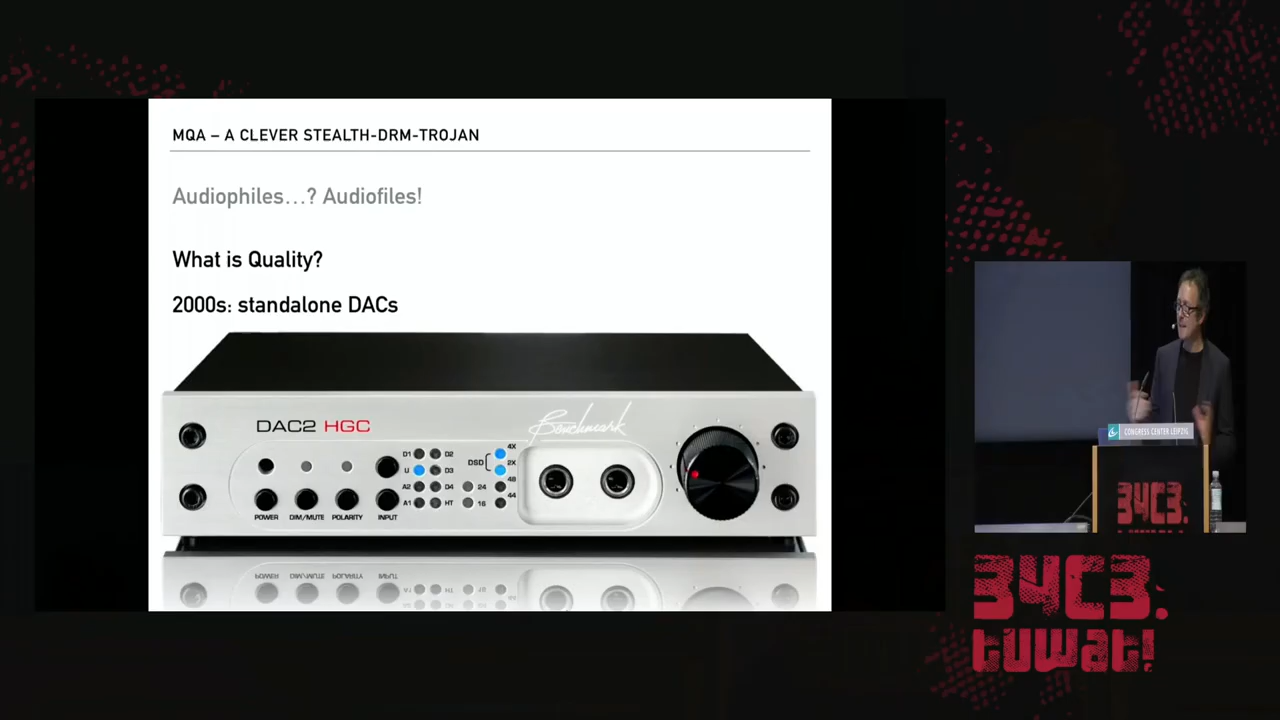 MQA – A CLEVER STEALTH-DRM-TROJAN
Audiophiles…? Audiofiles!
What is Quality?
2000s: standalone DACs
DAC2 HGC
Benchmark
D1 D2
U D3
A2 D4
A1 HT
DSD
4X
2X
24 48
16 44
POWER DIM/MUTE POLARITY INPUT
CONGRESS CENTER LEIPZIG
34C3.
34C3.
tuwat!